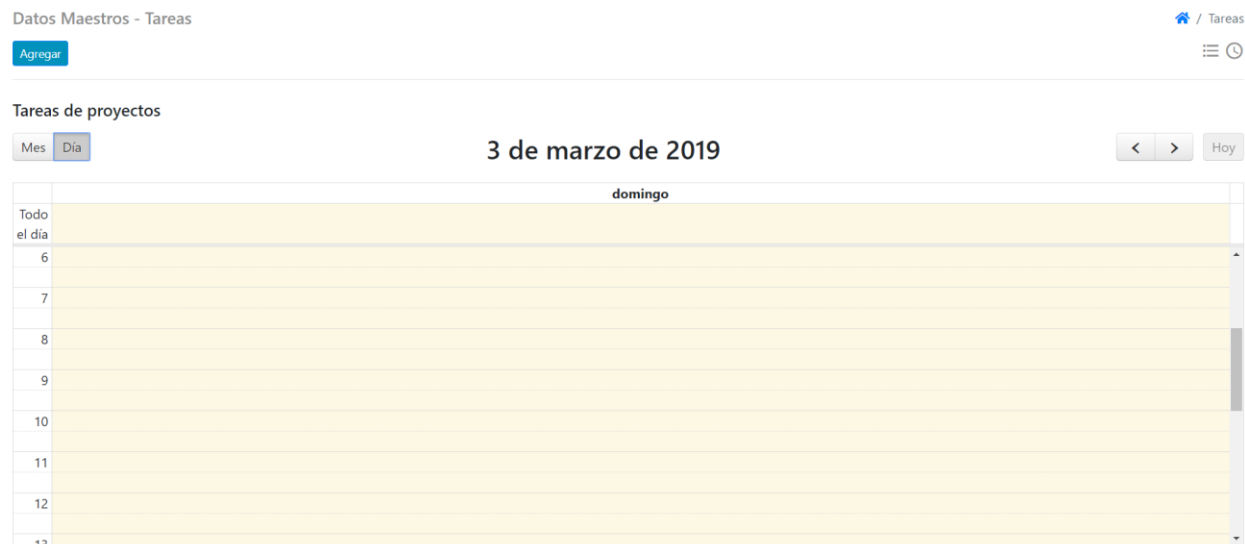 Datos Maestros - Tareas
/ Tareas
Agregar
Tareas de proyectos
Mes Día
3 de marzo de 2019
Hoy
domingo
Todo
el día
6
7
8
9
10
11
12
13